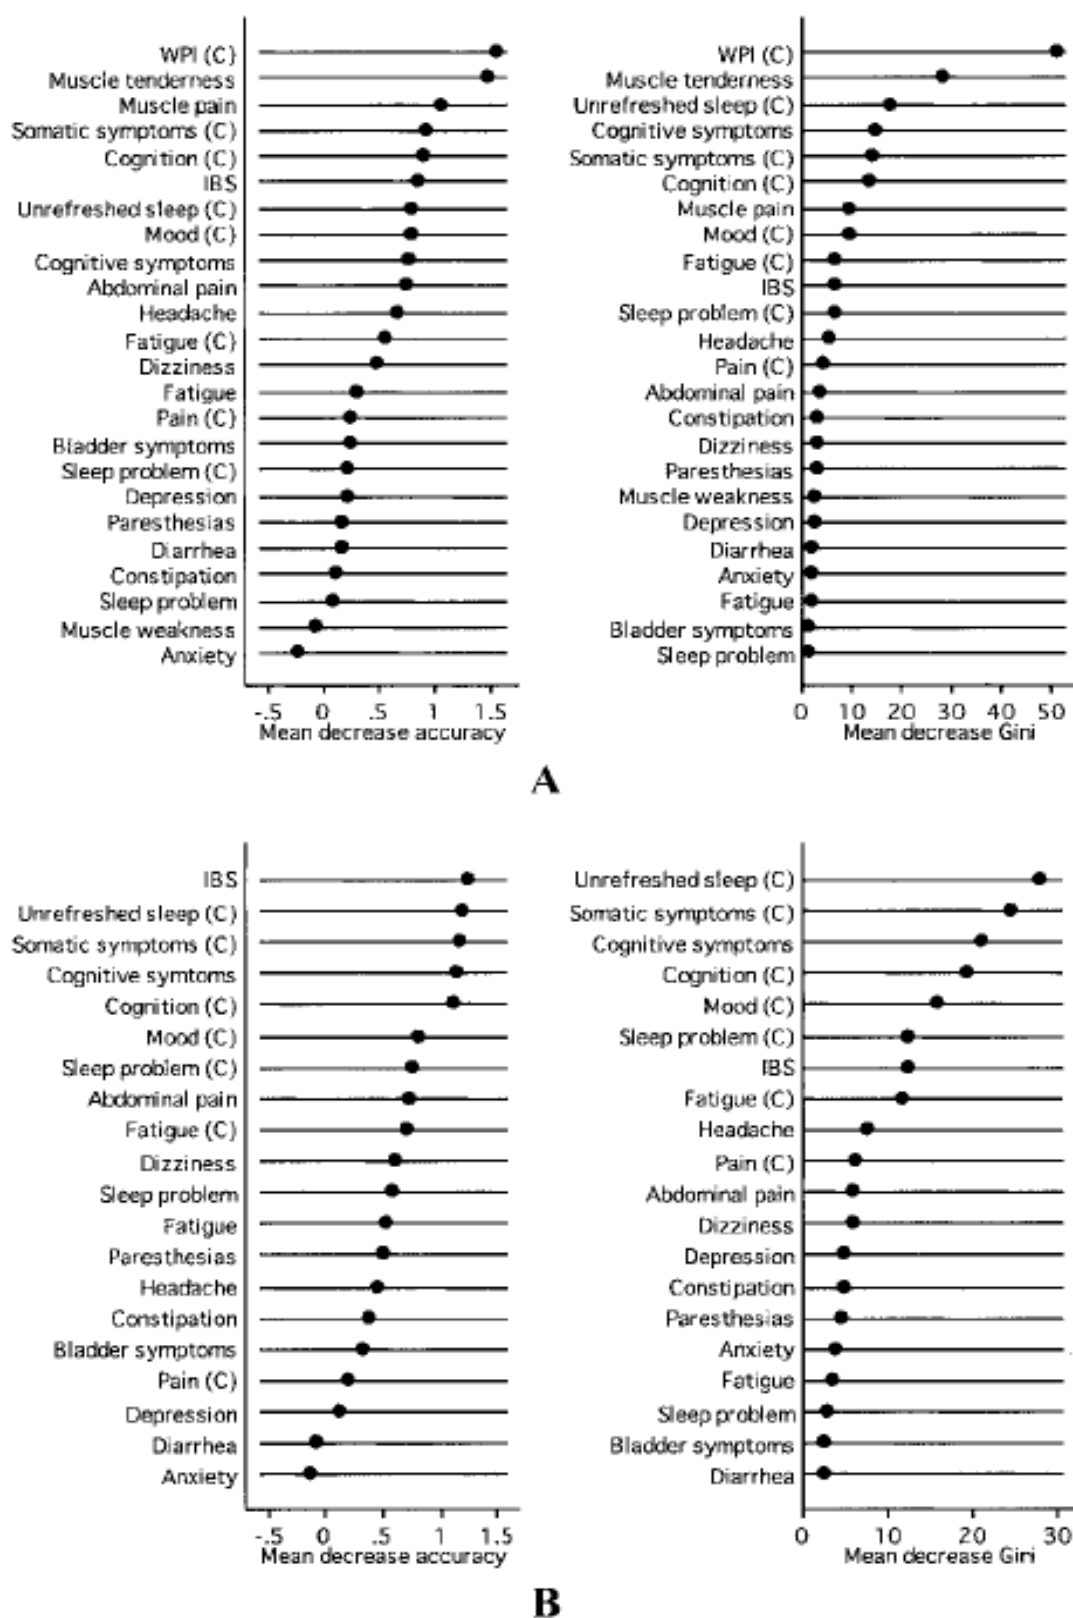 WPI (C)
Muscle tenderness
Muscle pain
Somatic symptoms (C)
Cognition (C)
IBS
Unrefreshed sleep (C)
Mood (C)
Cognitive symptoms
Abdominal pain
Headache
Fatigue (C)
Dizziness
Fatigue
Pain (C)
Bladder symptoms
Sleep problem (C)
Depression
Paresthesias
Diarrhea
Constipation
Sleep problem
Muscle weakness
Anxiety
-.5 0 .5 1 1.5
Mean decrease accuracy
WPI (C)
Muscle tenderness
Unrefreshed sleep (C)
Cognitive symptoms
Somatic symptoms (C)
Cognition (C)
Muscle pain
Mood (C)
Fatigue (C)
IBS
Sleep problem (C)
Headache
Pain (C)
Abdominal pain
Constipation
Dizziness
Paresthesias
Muscle weakness
Depression
Diarrhea
Anxiety
Fatigue
Bladder symptoms
Sleep problem
0 10 20 30 40 50
Mean decrease Gini
A
IBS
Unrefreshed sleep (C)
Somatic symptoms (C)
Cognitive symtoms
Cognition (C)
Mood (C)
Sleep problem (C)
Abdominal pain
Fatigue (C)
Dizziness
Sleep problem
Fatigue
Paresthesias
Headache
Constipation
Bladder symptoms
Pain (C)
Depression
Diarrhea
Anxiety
-.5 0 .5 1 1.5
Mean decrease accuracy
Unrefreshed sleep (C)
Somatic symptoms (C)
Cognitive symptoms
Cognition (C)
Mood (C)
Sleep problem (C)
IBS
Fatigue (C)
Headache
Pain (C)
Abdominal pain
Dizziness
Depression
Constipation
Paresthesias
Anxiety
Fatigue
Sleep problem
Bladder symptoms
Diarrhea
0 10 20 30
Mean decrease Gini
B